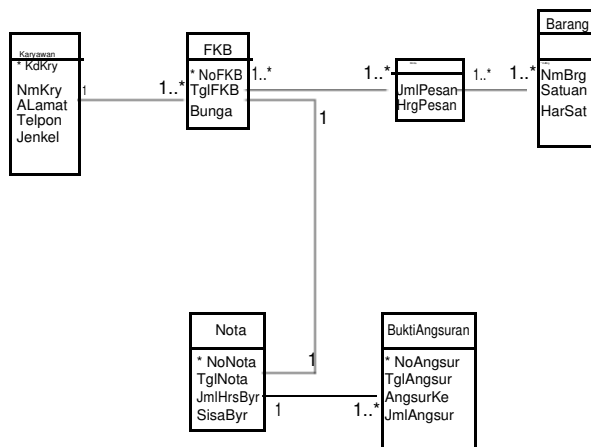 Karyawan
* KdKry
NmKry
ALamat
Telpon
Jenkel
1
1..*
FKB
* NoFKB
TglFKB
Bunga
1..*
1
1..*
JmlPesan
HrgPesan
1..*
1..*
Barang
NmBrg
Satuan
HarSat
Nota
* NoNota
TglNota
JmlHrsByr
SisaByr
1
1
1..*
BuktiAngsuran
* NoAngsur
TglAngsur
AngsurKe
JmlAngsur